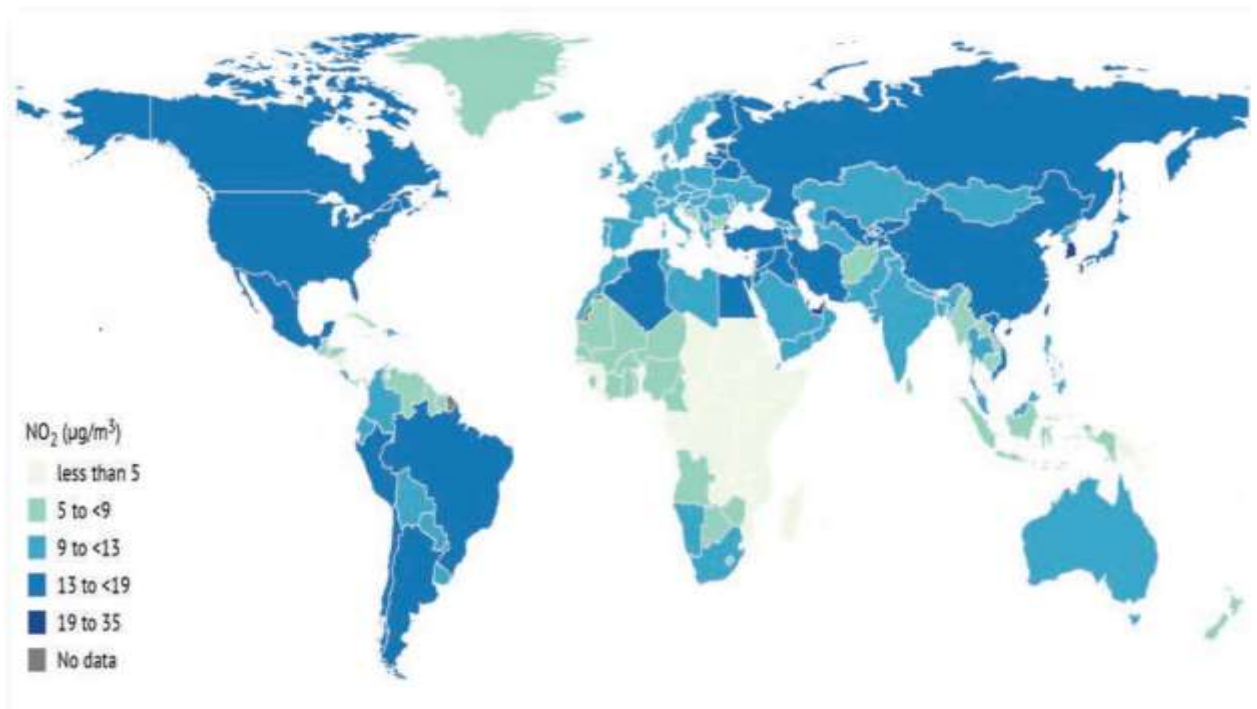 NO₂ (µg/m³)
less than 5
5 to <9
9 to <13
13 to <19
19 to 35
No data